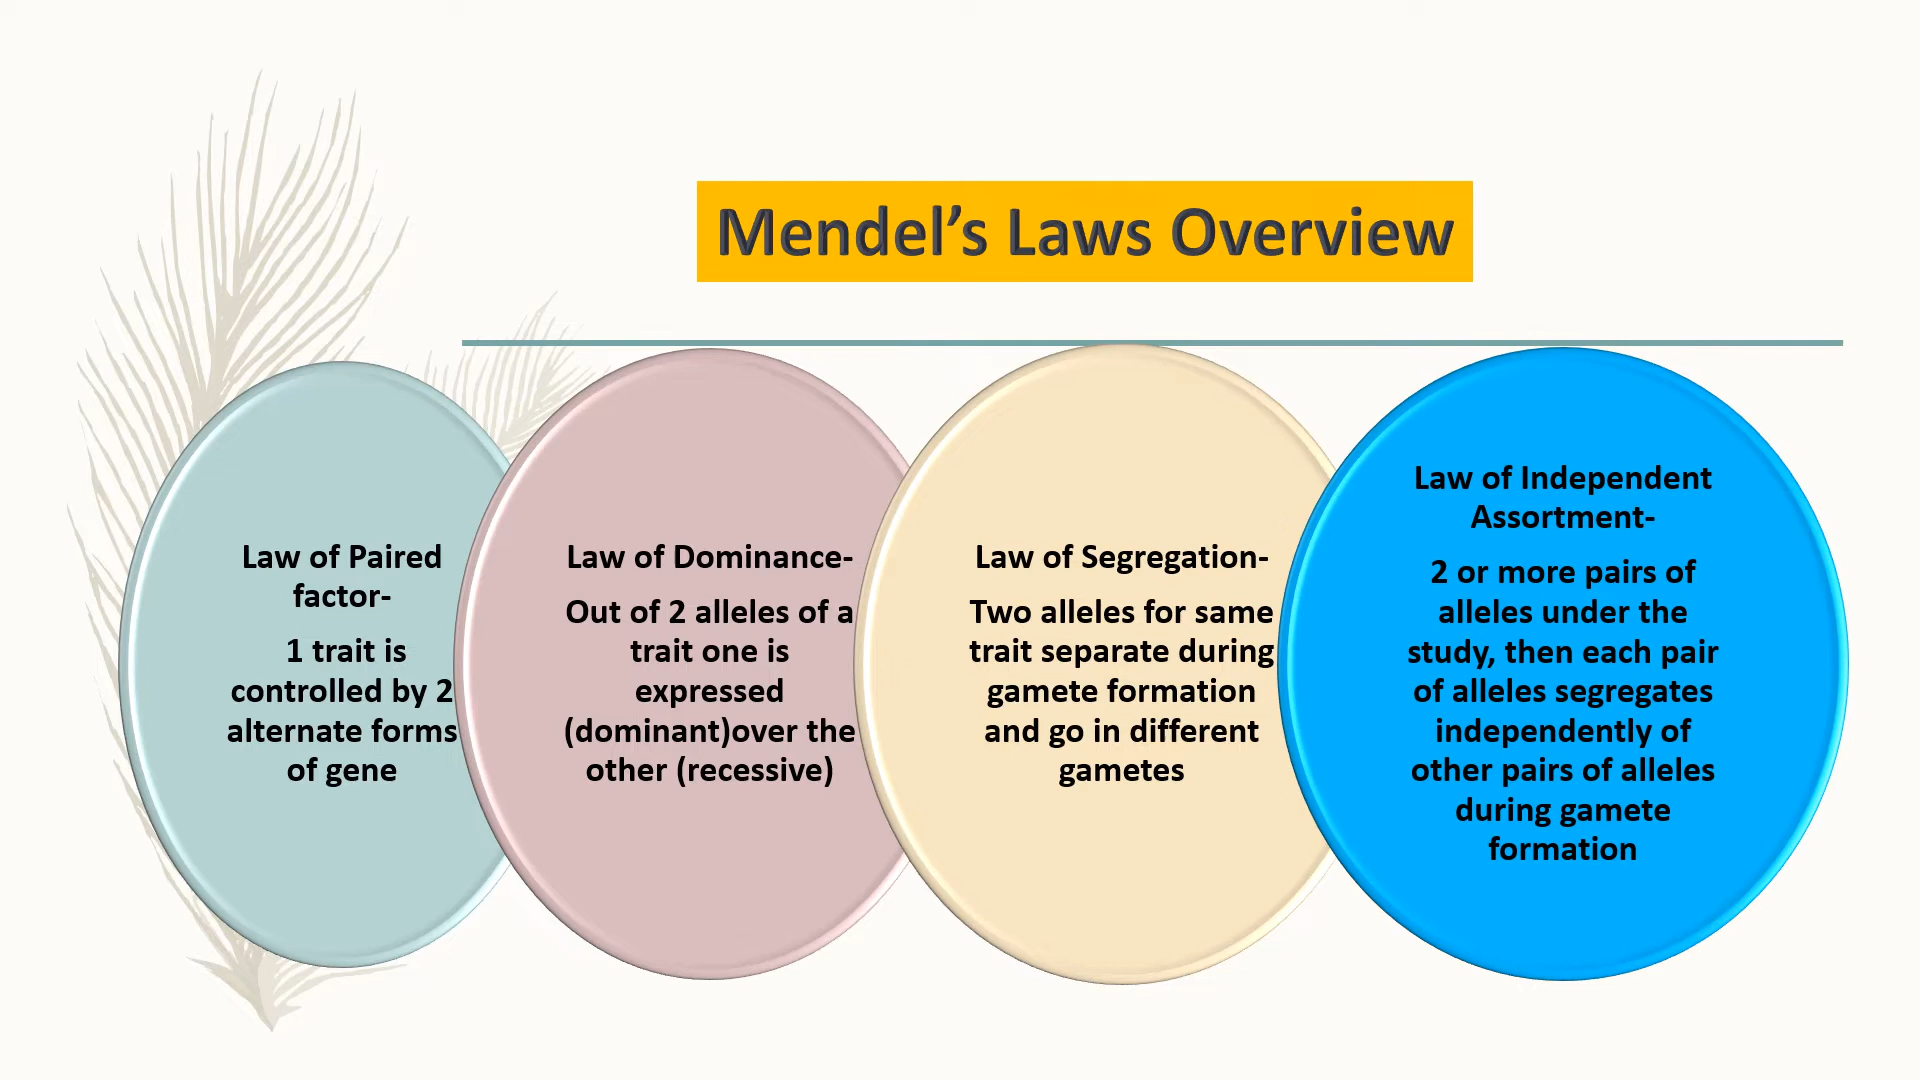 Mendel’s Laws Overview
Law of Paired
factor-
1 trait is
controlled by 2
alternate forms
of gene
Law of Dominance-
Out of 2 alleles of a
trait one is
expressed
(dominant)over the
other (recessive)
Law of Segregation-
Two alleles for same
trait separate during
gamete formation
and go in different
gametes
Law of Independent
Assortment-
2 or more pairs of
alleles under the
study, then each pair
of alleles segregates
independently of
other pairs of alleles
during gamete
formation